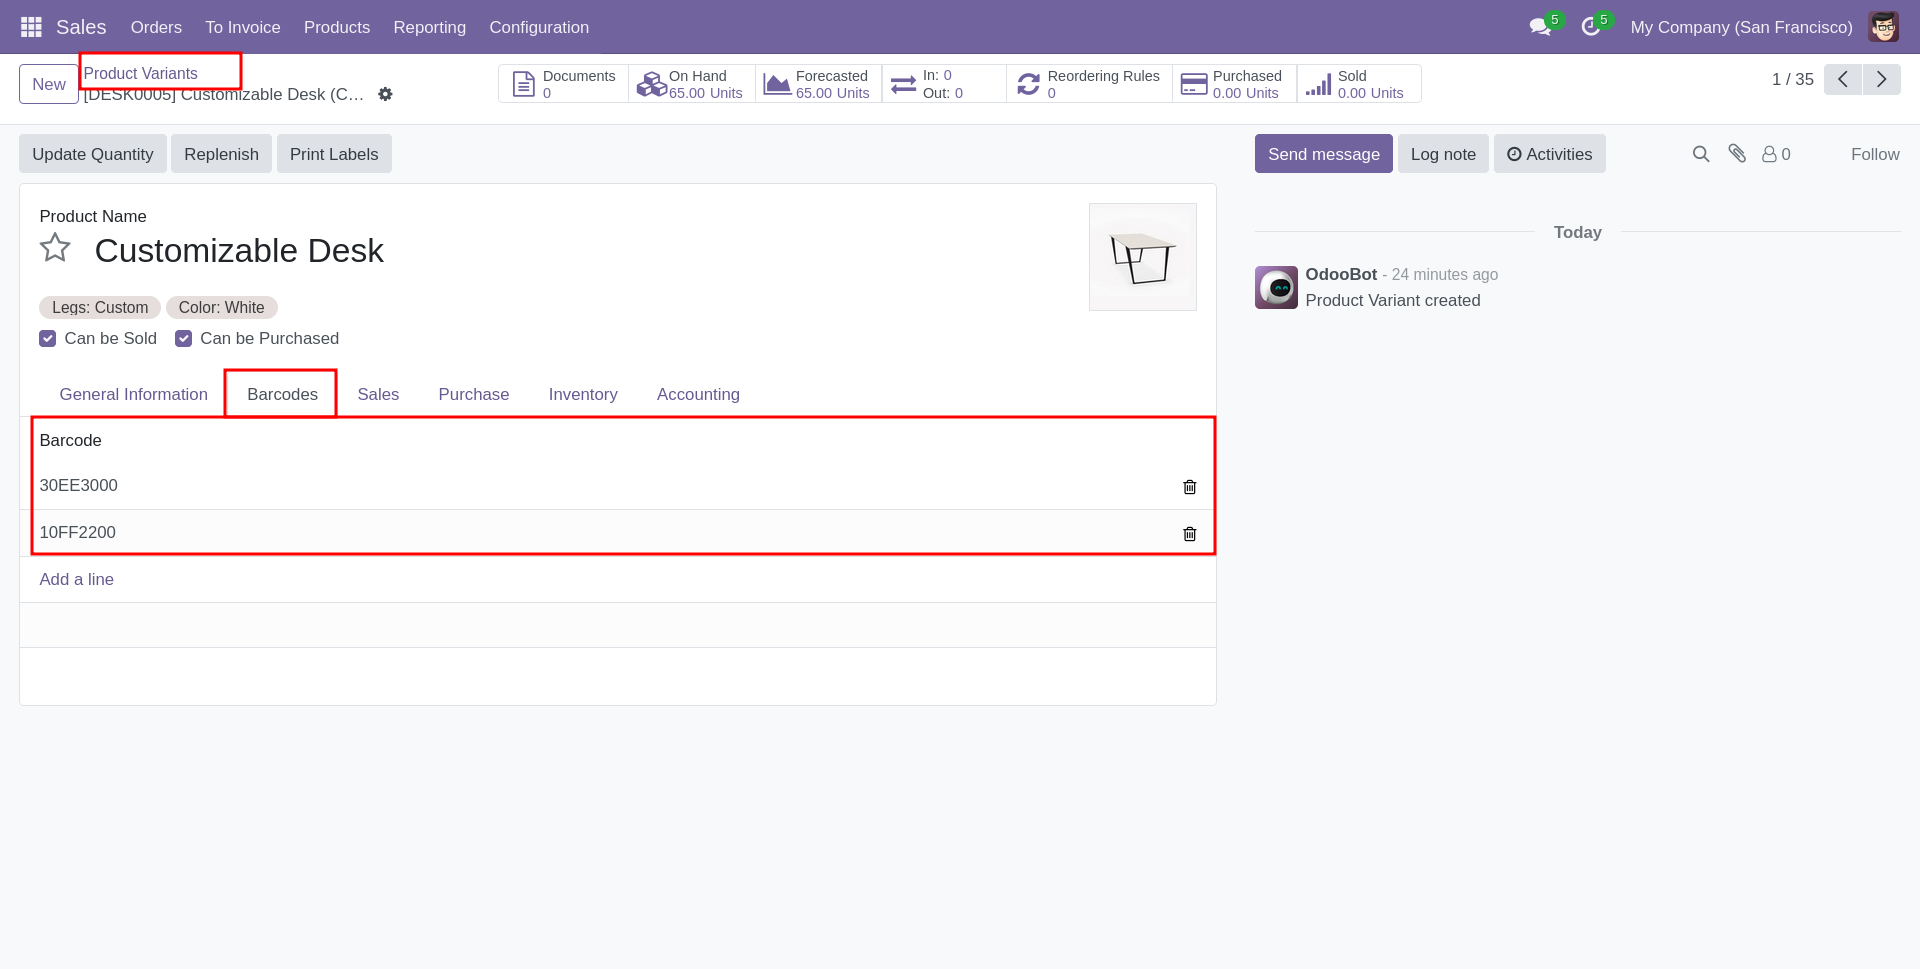 Sales Orders To Invoice Products Reporting Configuration 5 5 My Company (San Francisco)
New
Product Variants
[DESK0005] Customizable Desk (C...
Documents
0
On Hand
65.00 Units
Forecasted
65.00 Units
In: 0
Out: 0
Reordering Rules
0
Purchased
0.00 Units
Sold
0.00 Units
1 / 35
Update Quantity Replenish Print Labels
Send message Log note Activities 0 Follow
Product Name
Customizable Desk
Legs: Custom Color: White
Can be Sold Can be Purchased
General Information Barcodes Sales Purchase Inventory Accounting
Barcode
30EE3000
10FF2200
Add a line
Today
OdooBot - 24 minutes ago
Product Variant created